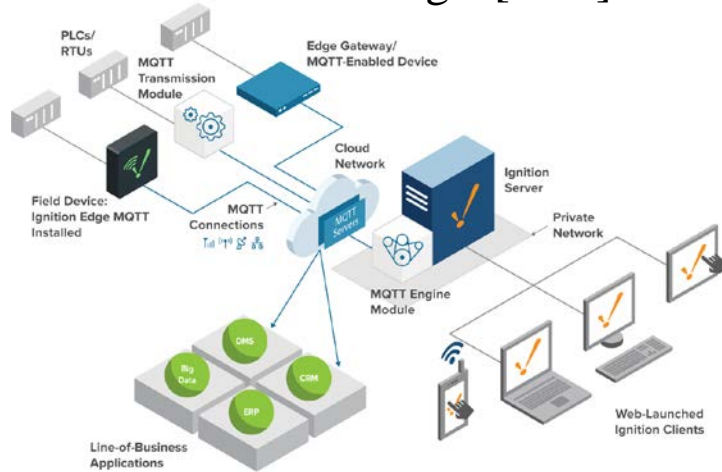 PLCs/
RTUs
MQTT
Transmission
Module
Edge Gateway/
MQTT-Enabled Device
Cloud
Network
Ignition
Server
Field Device:
Ignition Edge MQTT
Installed
MQTT
Connections
MQTT
Servers
Private
Network
MQTT Engine
Module
DMS
Big
Data
CRM
ERP
Line-of-Business
Applications
Web-Launched
Ignition Clients